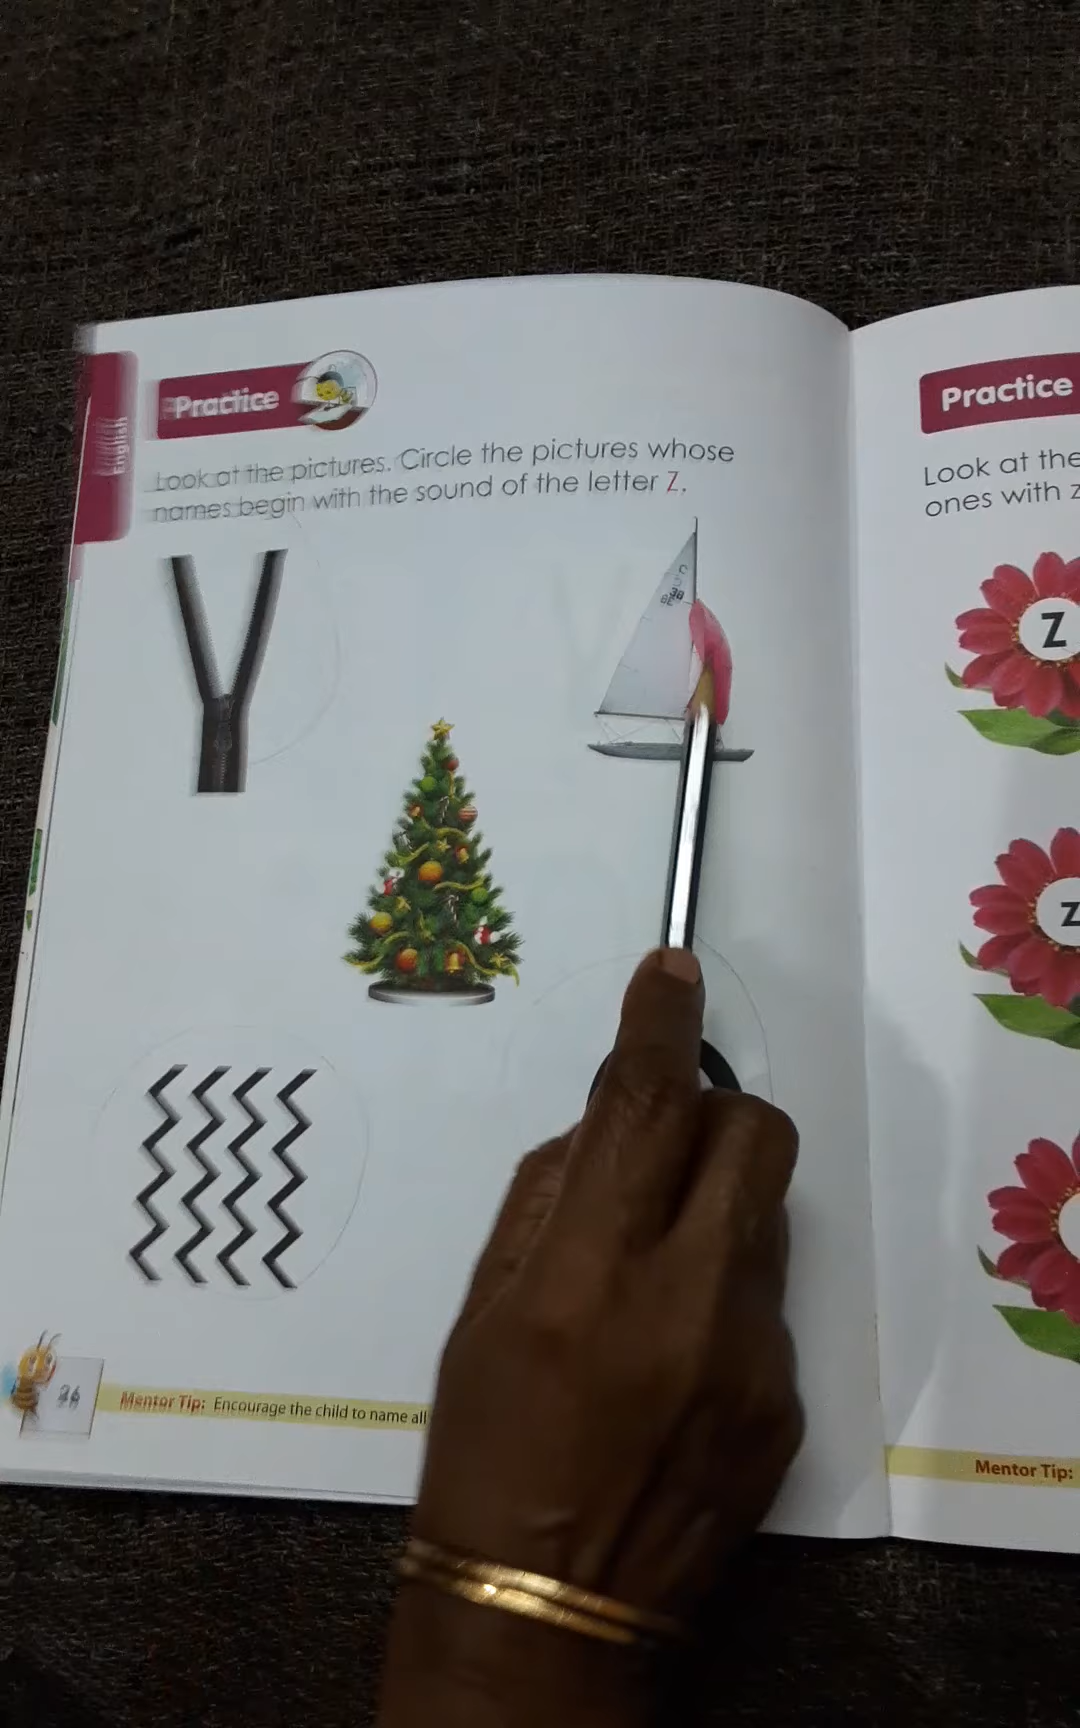 Practice
English
Look at the pictures. Circle the pictures whose
names begin with the sound of the letter Z.
Mentor Tip: Encourage the child to name all
Practice
Look at the
ones with z
Z
z
Mentor Tip: